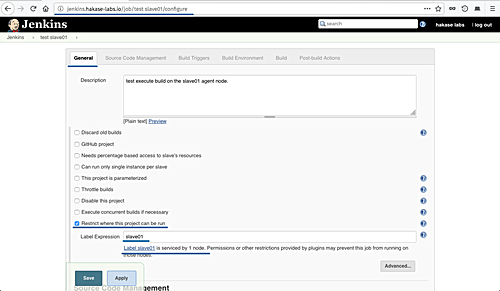 jenkins.hakase-labs.io/job/test slave01/configure
Jenkins
search
hakase labs
log out
Jenkins
test slave01
General
Source Code Management
Build Triggers
Build Environment
Build
Post-build Actions
Description
test execute build on the slave01 agent node.
[Plain text] Preview
Discard old builds
GitHub project
Needs percentage based access to slave's resources
Can run only single instance per slave
This project is parameterized
Throttle builds
Disable this project
Execute concurrent builds if necessary
Restrict where this project can be run
Label Expression
slave01
Label slave01 is serviced by 1 node. Permissions or other restrictions provided by plugins may prevent this job from running on
those nodes.
Advanced...
Save
Apply
Source Code Management